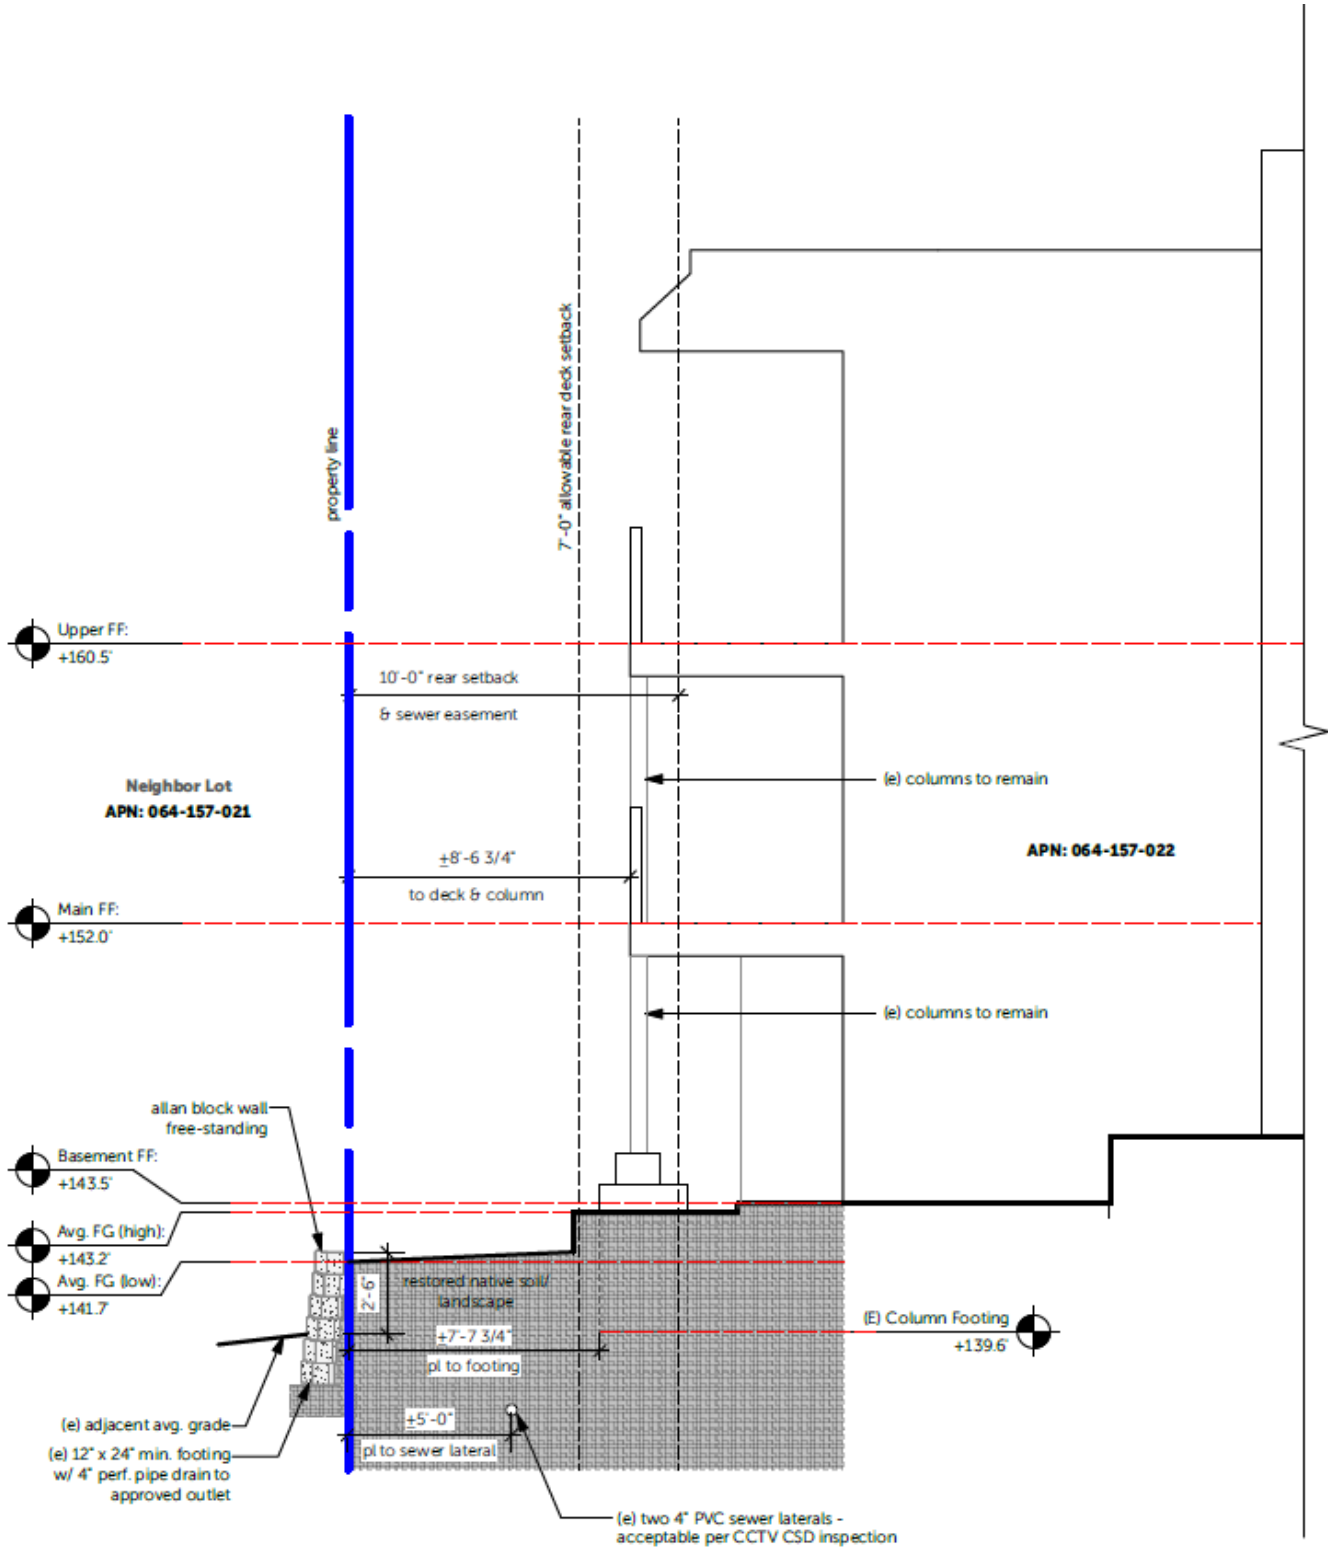 7'-0" allowable rear deck setback
property line
Upper FF:
+160.5'
10'-0" rear setback
& sewer easement
Neighbor Lot
APN: 064-157-021
(e) columns to remain
±8'-6 3/4"
to deck & column
APN: 064-157-022
Main FF:
+152.0'
(e) columns to remain
allan block wall
free-standing
Basement FF:
+143.5'
Avg. FG (high):
+143.2'
Avg. FG (low):
+141.7'
2'-6"
restored native soil/
landscape
±7'-7 3/4"
pl to footing
(E) Column Footing
+139.6'
±5'-0"
pl to sewer lateral
(e) adjacent avg. grade
(e) 12" x 24" min. footing
w/ 4" perf. pipe drain to
approved outlet
(e) two 4" PVC sewer laterals -
acceptable per CCTV CSD inspection